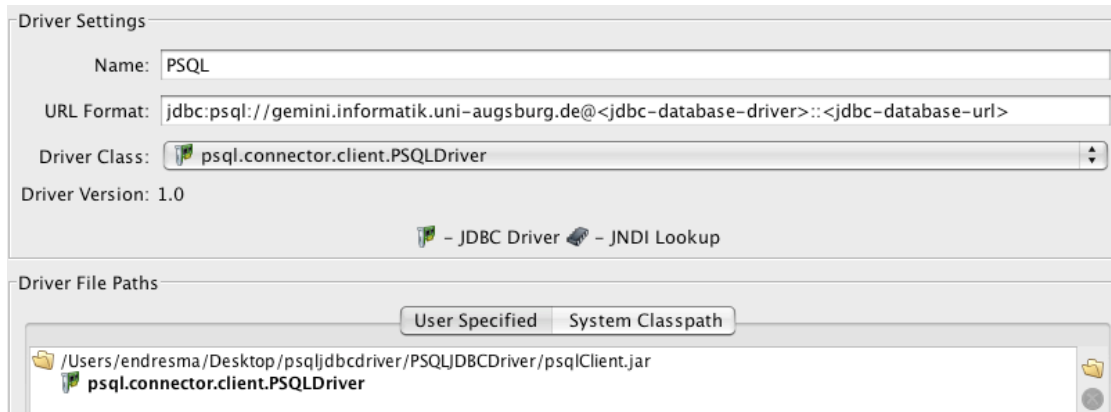 Driver Settings
Name: PSQL
URL Format: jdbc:psql://gemini.informatik.uni-augsburg.de@<jdbc-database-driver>::<jdbc-database-url>
Driver Class: psql.connector.client.PSQLDriver
Driver Version: 1.0
– JDBC Driver – JNDI Lookup
Driver File Paths
User Specified System Classpath
/Users/endresma/Desktop/psqljdbcdriver/PSQLJDBCDriver/psqlClient.jar
psql.connector.client.PSQLDriver